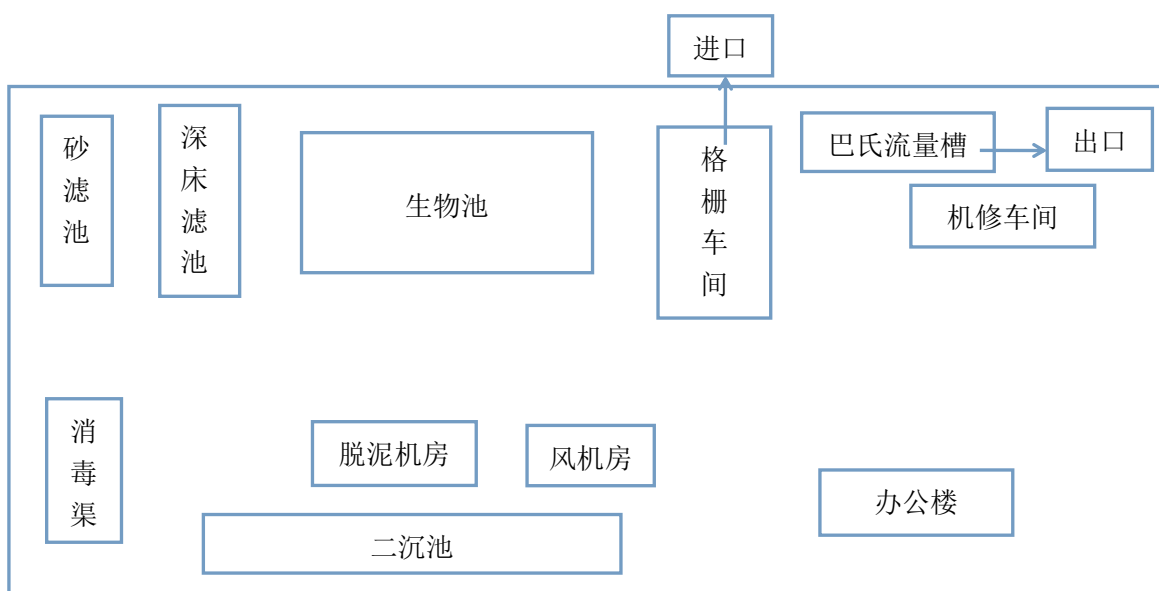 进口
砂滤池
深床滤池
生物池
格栅车间
巴氏流量槽
出口
机修车间
消毒渠
脱泥机房
风机房
办公楼
二沉池